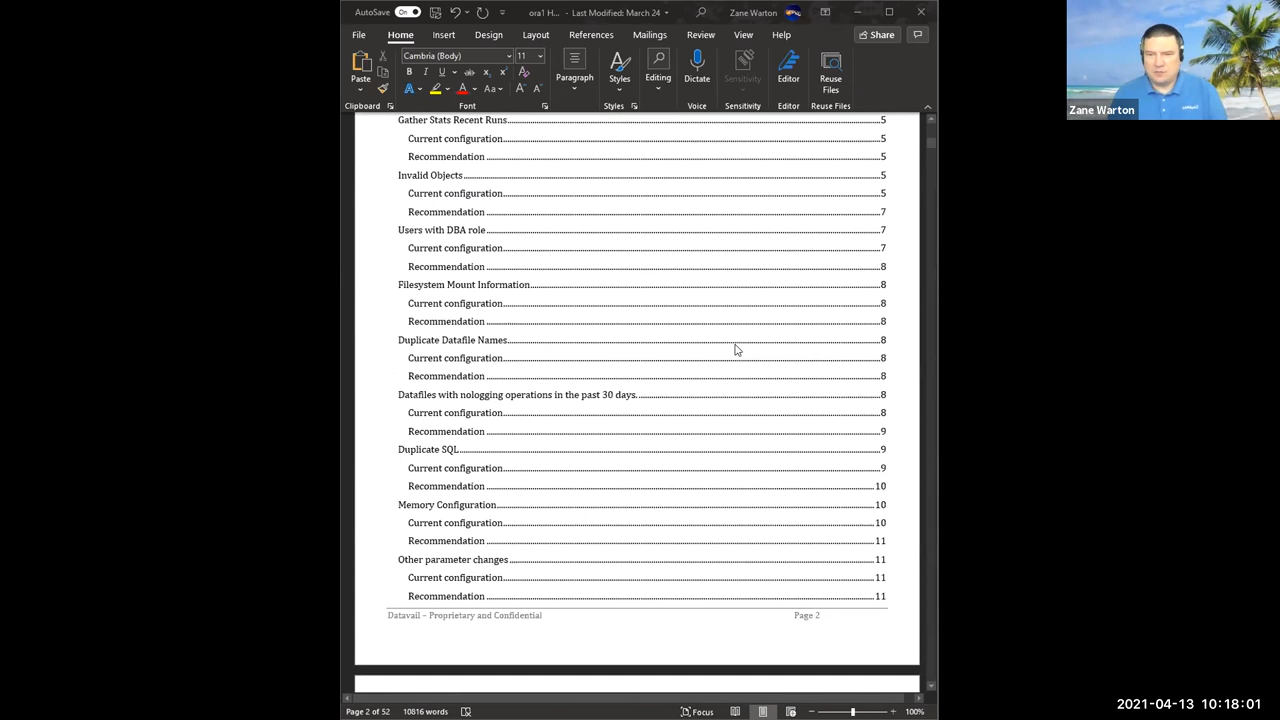 AutoSave On ora1 H... - Last Modified: March 24 Zane Warton
File Home Insert Design Layout References Mailings Review View Help Share
Cambria (Body) 11
Paste Paragraph Styles Editing Dictate Sensitivity Editor Reuse Files
B I U ab x₂ x² A
A A Aa A A
Clipboard Font Styles Voice Sensitivity Editor Reuse Files
Gather Stats Recent Runs 5
Current configuration 5
Recommendation 5
Invalid Objects 5
Current configuration 5
Recommendation 7
Users with DBA role 7
Current configuration 7
Recommendation 8
Filesystem Mount Information 8
Current configuration 8
Recommendation 8
Duplicate Datafile Names 8
Current configuration 8
Recommendation 8
Datafiles with nologging operations in the past 30 days. 8
Current configuration 8
Recommendation 9
Duplicate SQL 9
Current configuration 9
Recommendation 10
Memory Configuration 10
Current configuration 10
Recommendation 11
Other parameter changes 11
Current configuration 11
Recommendation 11
Datavail – Proprietary and Confidential Page 2
Page 2 of 52 10816 words Focus 100%
Zane Warton
2021-04-13 10:18:01